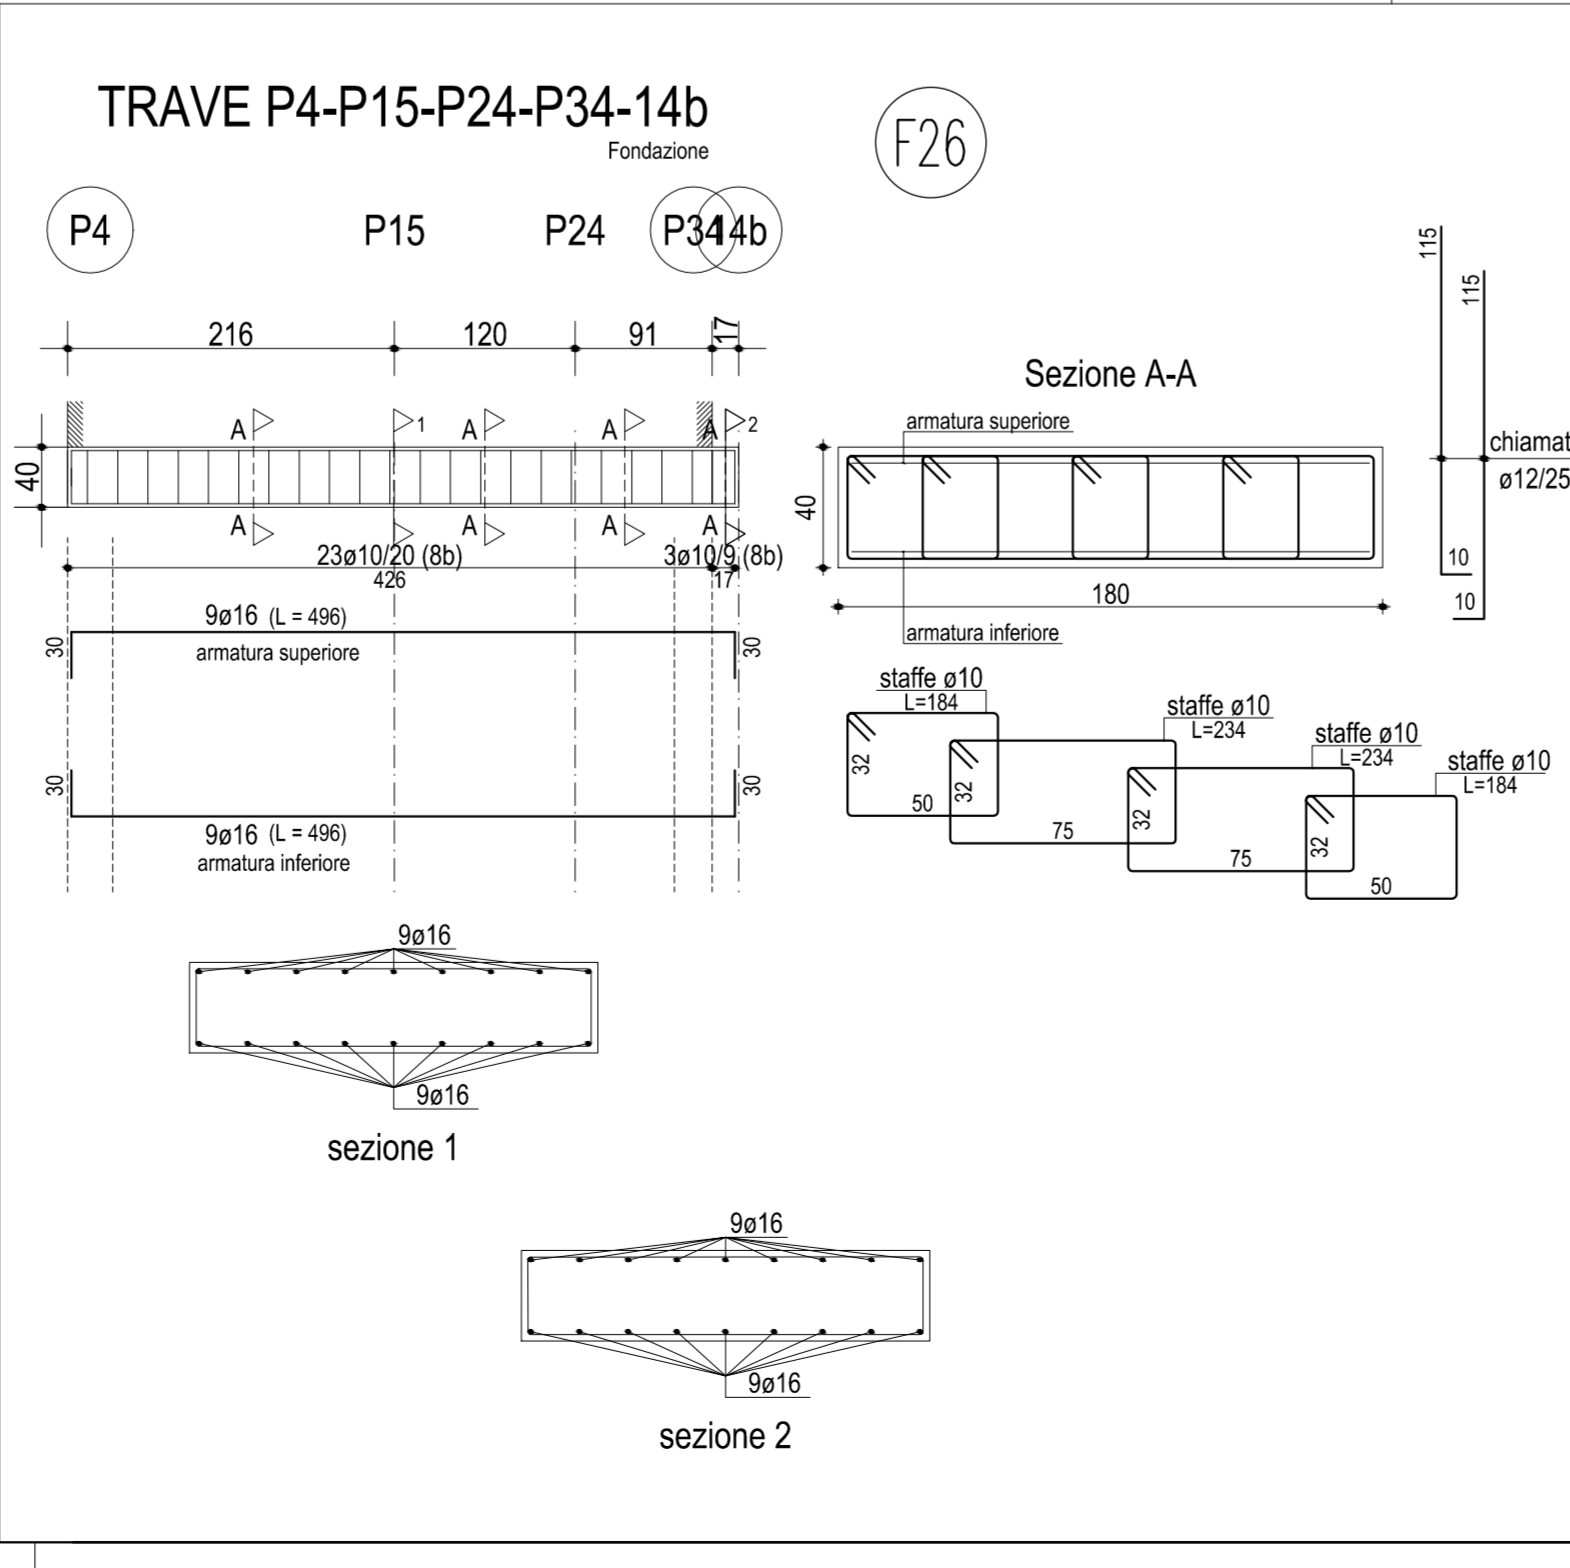 TRAVE P4-P15-P24-P34-14b
Fondazione
F26
P4 P15 P24 P34 14b
216 120 91 17
A 1 A A A 2
40
A A A A
23ø10/20 (8b) 3ø10/9 (8b)
426 17
9ø16 (L = 496)
armatura superiore
30 30
30 30
9ø16 (L = 496)
armatura inferiore
Sezione A-A
armatura superiore
40
180
armatura inferiore
115
115
chiamat
ø12/25
10
10
staffe ø10
L=184
32
50
staffe ø10
L=234
32
75
staffe ø10
L=234
32
75
staffe ø10
L=184
32
50
9ø16
9ø16
sezione 1
9ø16
9ø16
sezione 2